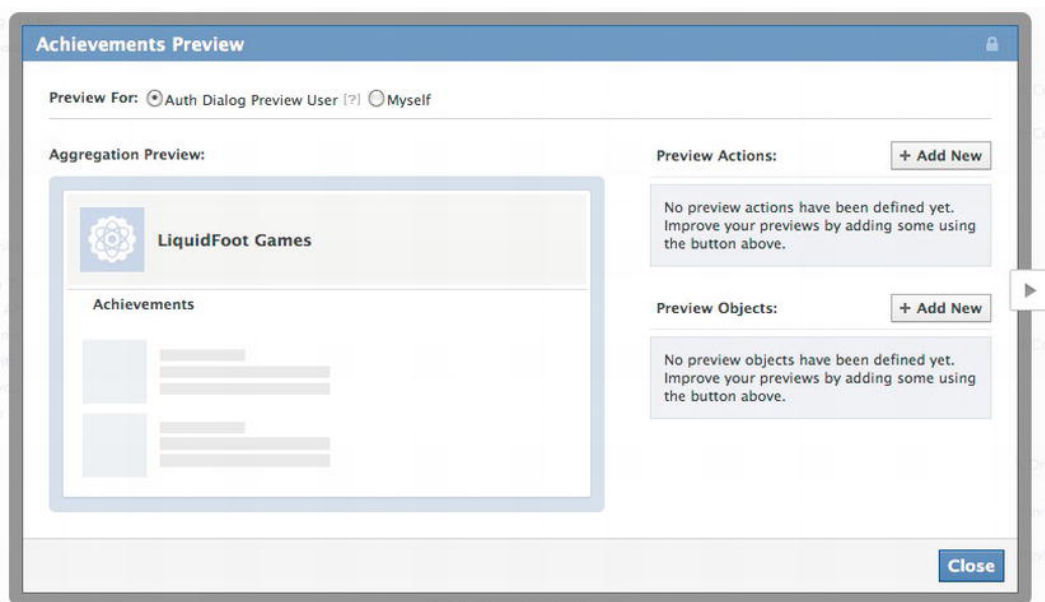 Achievements Preview
Preview For: Auth Dialog Preview User [?] Myself
Aggregation Preview:
LiquidFoot Games
Achievements
Preview Actions:
+ Add New
No preview actions have been defined yet.
Improve your previews by adding some using
the button above.
Preview Objects:
+ Add New
No preview objects have been defined yet.
Improve your previews by adding some using
the button above.
Close